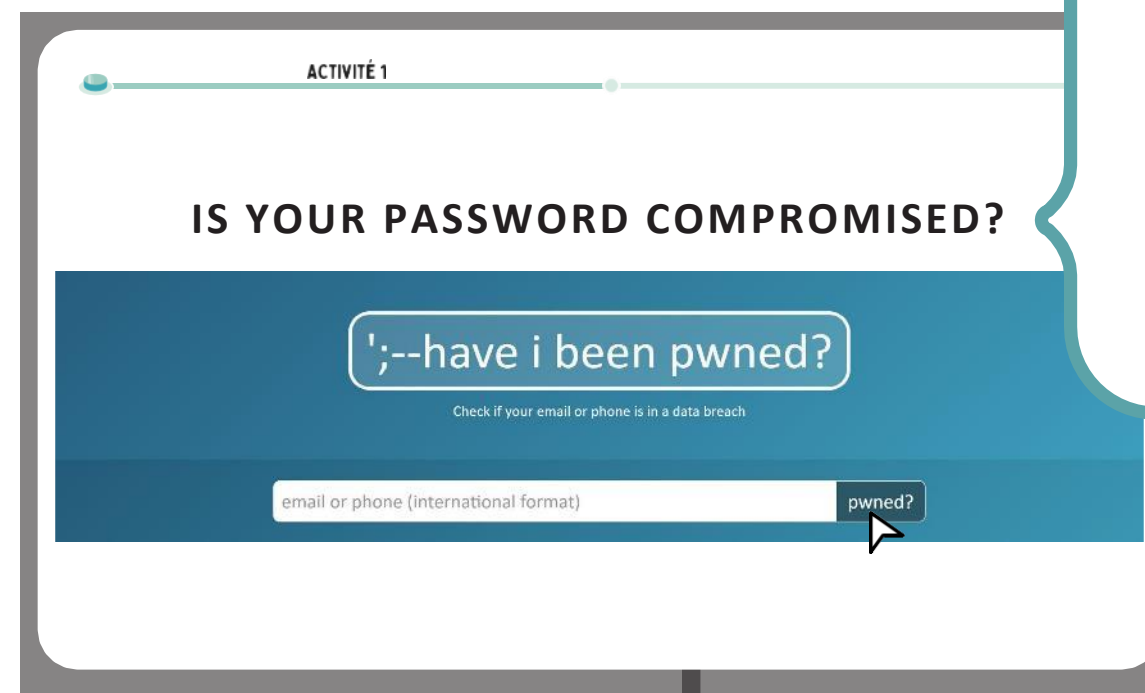 ACTIVITÉ 1
IS YOUR PASSWORD COMPROMISED?
';--have i been pwned?
Check if your email or phone is in a data breach
email or phone (international format)
pwned?